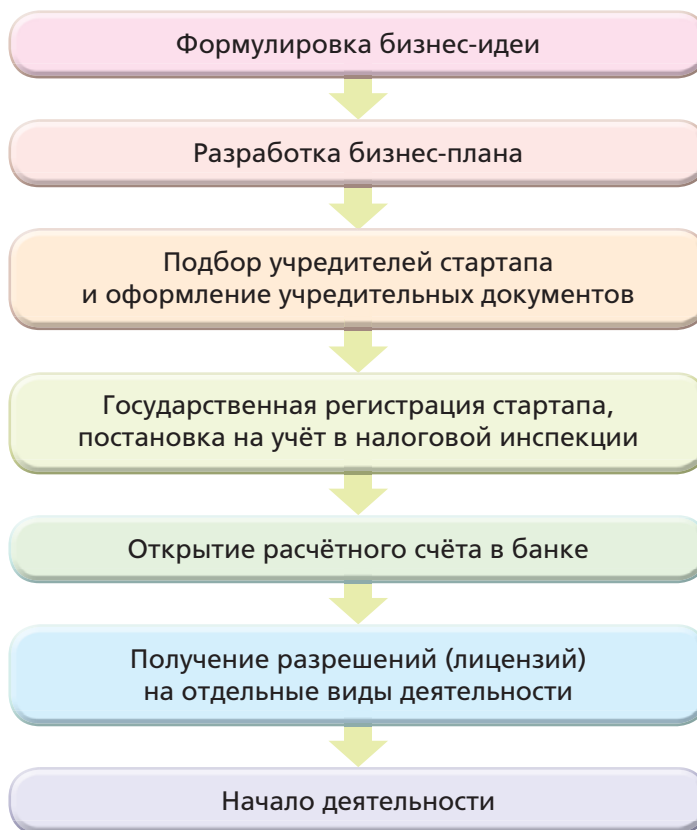 Формулировка бизнес-идеи
Разработка бизнес-плана
Подбор учредителей стартапа
и оформление учредительных документов
Государственная регистрация стартапа,
постановка на учёт в налоговой инспекции
Открытие расчётного счёта в банке
Получение разрешений (лицензий)
на отдельные виды деятельности
Начало деятельности